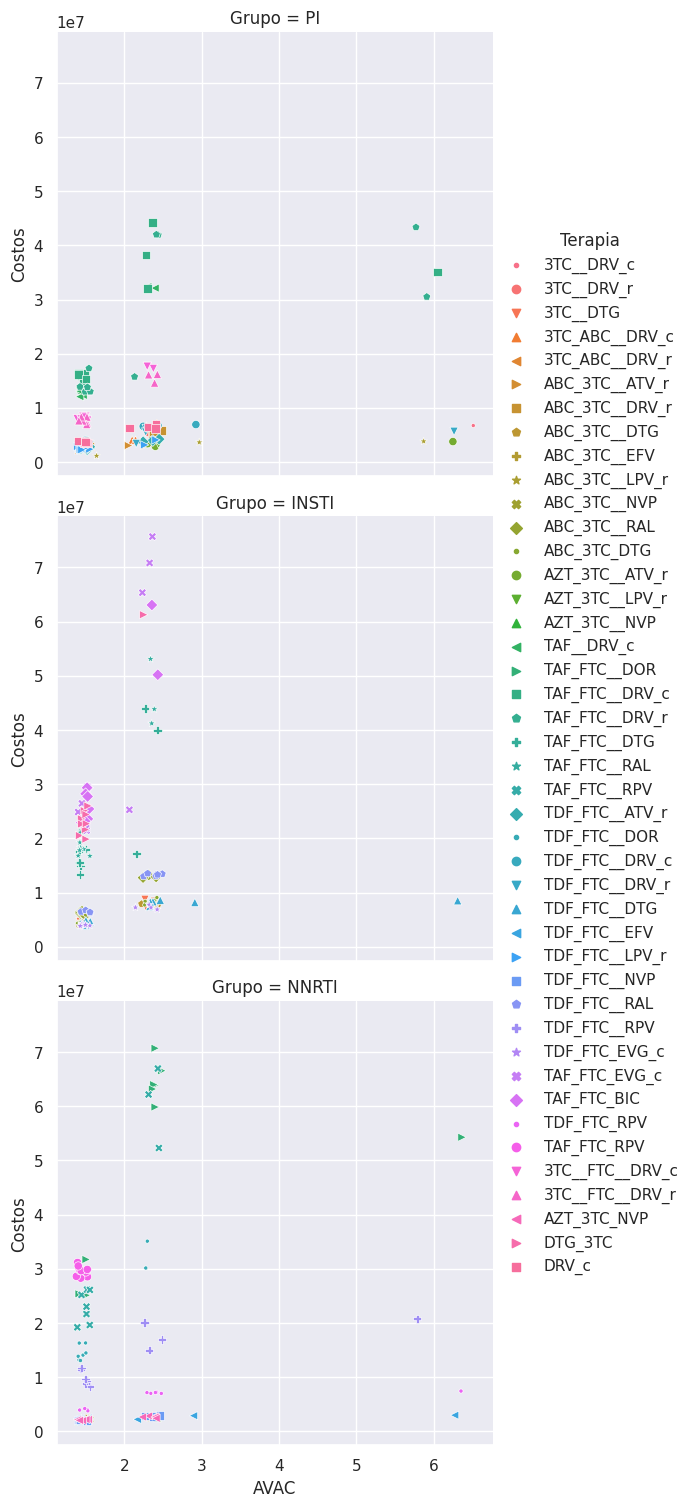 Grupo = PI
1e7
7
6
5
4
3
2
1
0
Costos
Grupo = INSTI
1e7
7
6
5
4
3
2
1
0
Costos
Grupo = NNRTI
1e7
7
6
5
4
3
2
1
0
Costos
2 3 4 5 6
AVAC
Terapia
3TC__DRV_c
3TC__DRV_r
3TC__DTG
3TC_ABC__DRV_c
3TC_ABC__DRV_r
ABC_3TC__ATV_r
ABC_3TC__DRV_r
ABC_3TC__DTG
ABC_3TC__EFV
ABC_3TC__LPV_r
ABC_3TC__NVP
ABC_3TC__RAL
ABC_3TC_DTG
AZT_3TC__ATV_r
AZT_3TC__LPV_r
AZT_3TC__NVP
TAF__DRV_c
TAF_FTC__DOR
TAF_FTC__DRV_c
TAF_FTC__DRV_r
TAF_FTC__DTG
TAF_FTC__RAL
TAF_FTC__RPV
TDF_FTC__ATV_r
TDF_FTC__DOR
TDF_FTC__DRV_c
TDF_FTC__DRV_r
TDF_FTC__DTG
TDF_FTC__EFV
TDF_FTC__LPV_r
TDF_FTC__NVP
TDF_FTC__RAL
TDF_FTC__RPV
TDF_FTC_EVG_c
TAF_FTC_EVG_c
TAF_FTC_BIC
TDF_FTC_RPV
TAF_FTC_RPV
3TC__FTC__DRV_c
3TC__FTC__DRV_r
AZT_3TC_NVP
DTG_3TC
DRV_c